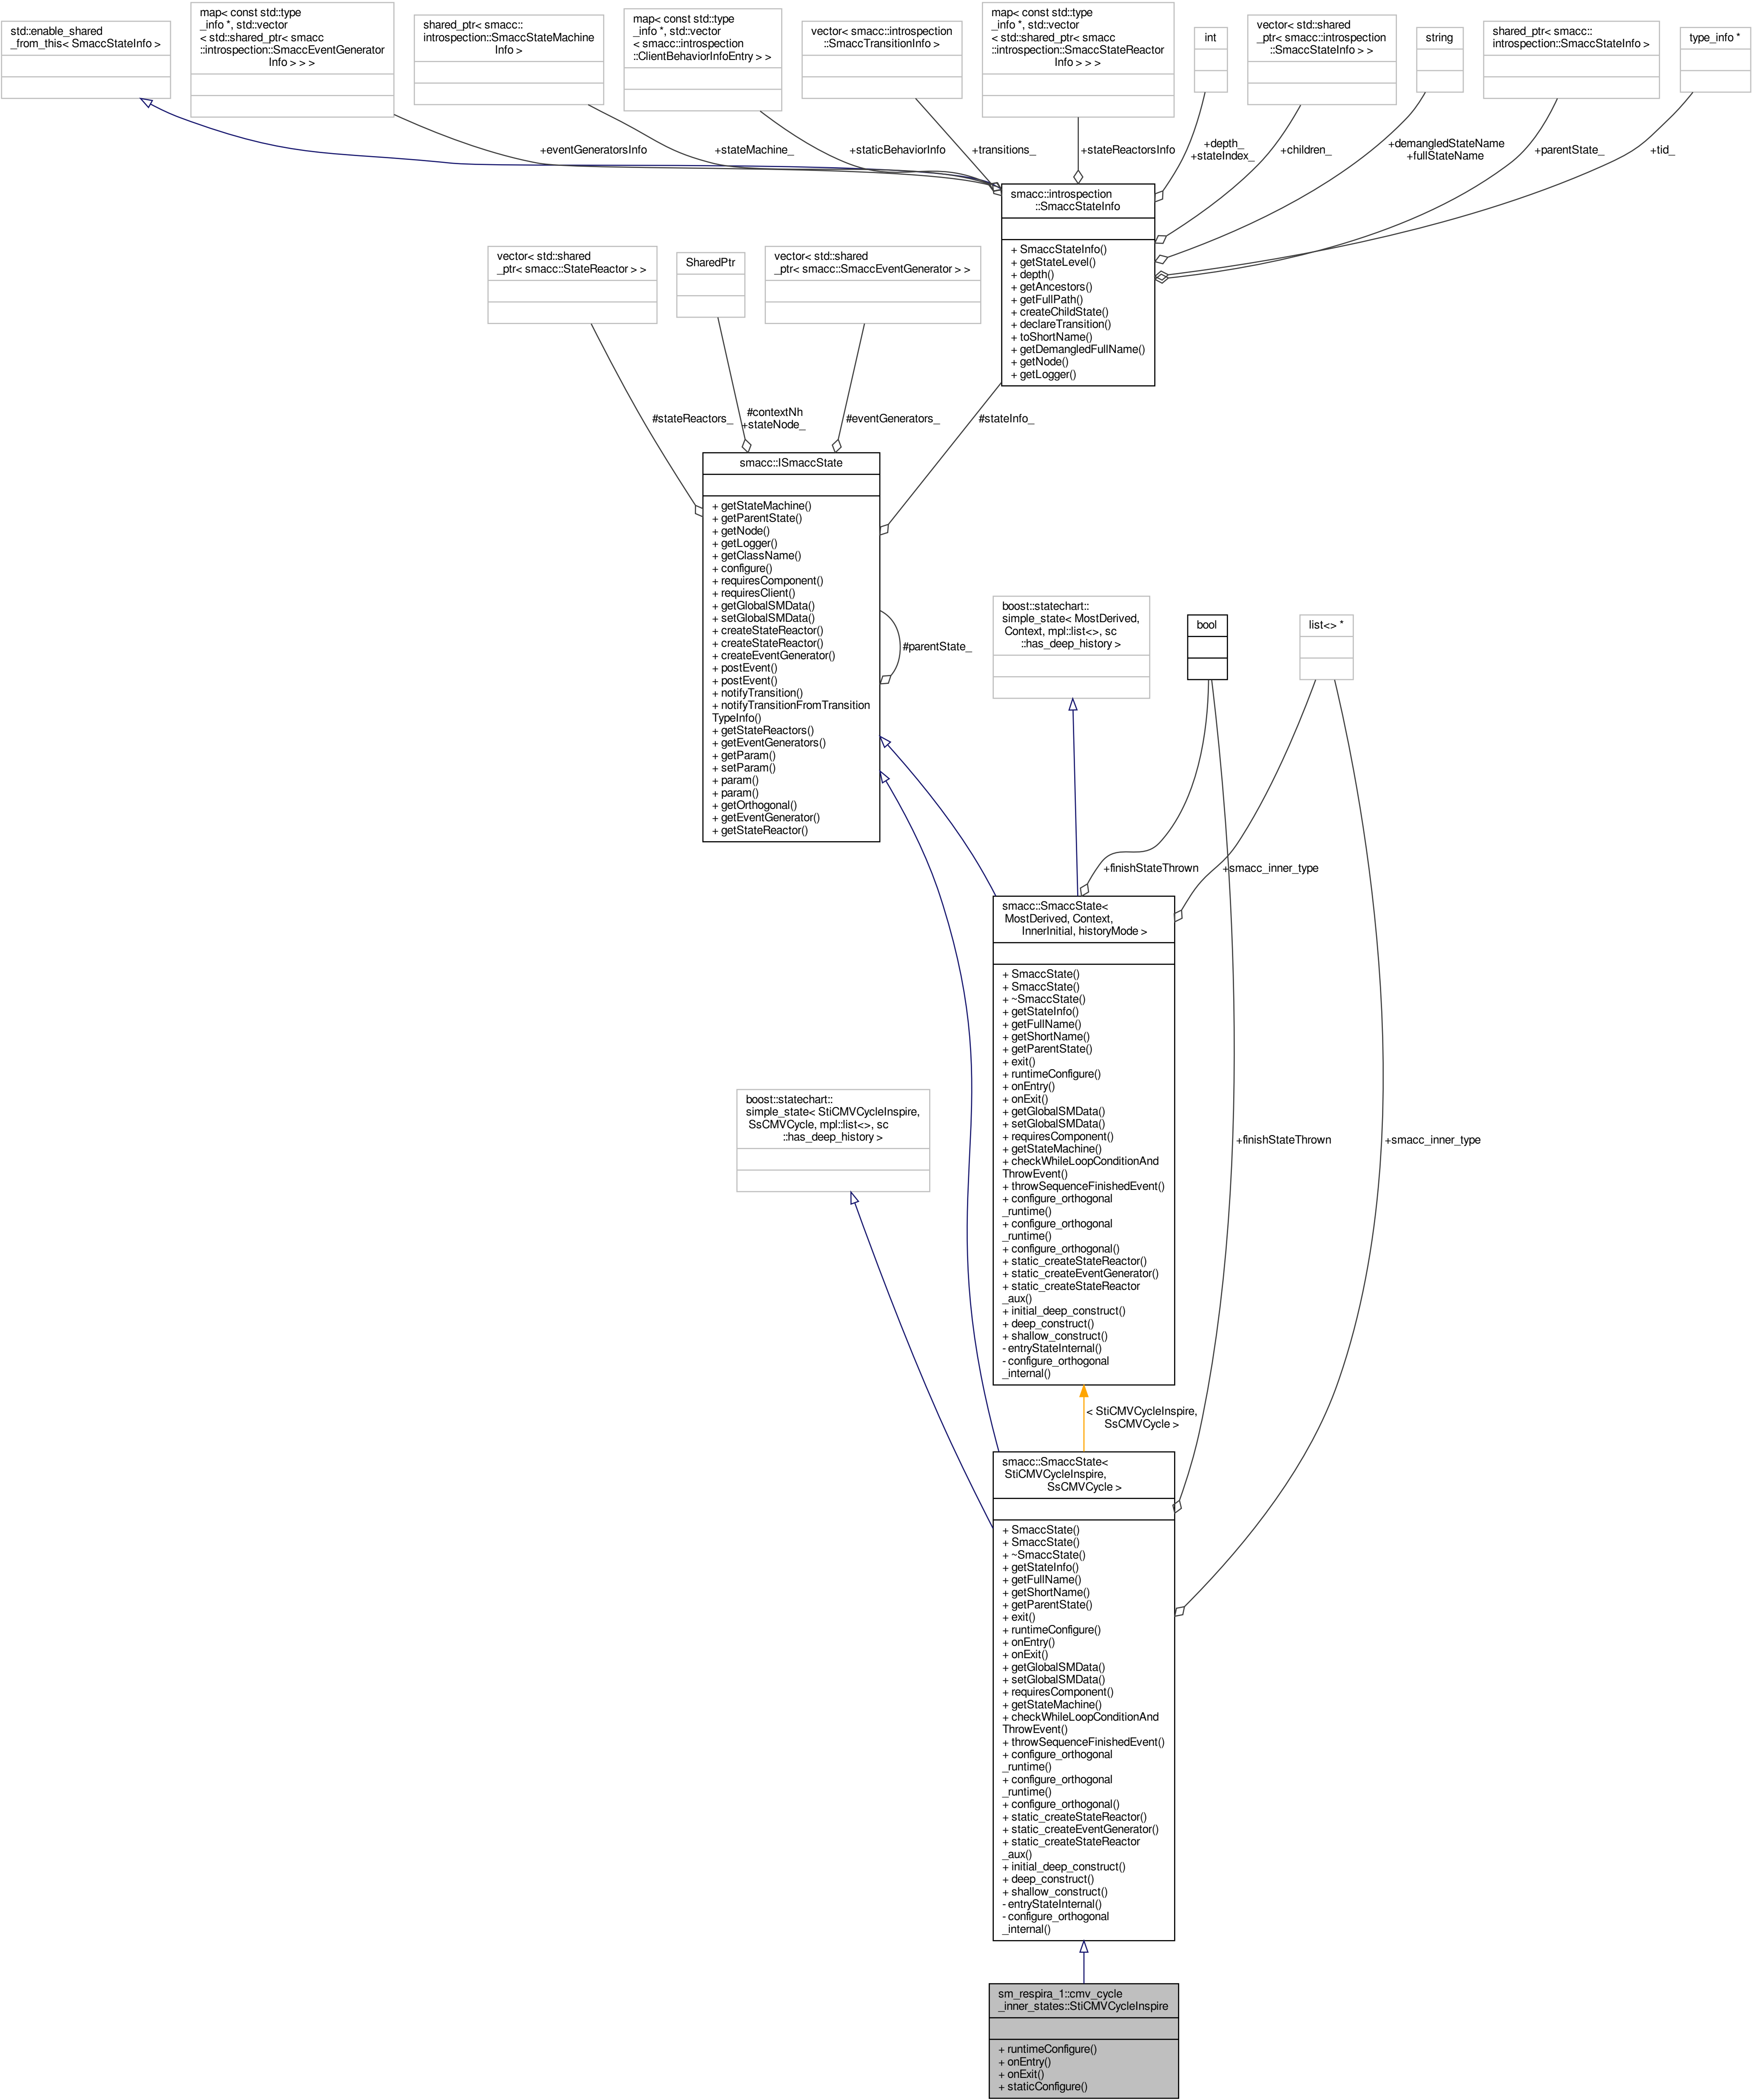 std::enable_shared
_from_this< SmaccStateInfo >
map< const std::type
_info *, std::vector
< std::shared_ptr< smacc
::introspection::SmaccEventGenerator
Info > > >
shared_ptr< smacc::
introspection::SmaccStateMachine
Info >
map< const std::type
_info *, std::vector
< smacc::introspection
::ClientBehaviorInfoEntry > >
vector< smacc::introspection
::SmaccTransitionInfo >
map< const std::type
_info *, std::vector
< std::shared_ptr< smacc
::introspection::SmaccStateReactor
Info > > >
int
vector< std::shared
_ptr< smacc::introspection
::SmaccStateInfo > >
string
shared_ptr< smacc::
introspection::SmaccStateInfo >
type_info *
+eventGeneratorsInfo
+stateMachine_
+staticBehaviorInfo
+transitions_
+stateReactorsInfo
+depth_
+stateIndex_
+children_
+demangledStateName
+fullStateName
+parentState_
+tid_
smacc::introspection
::SmaccStateInfo
+ SmaccStateInfo()
+ getStateLevel()
+ depth()
+ getAncestors()
+ getFullPath()
+ createChildState()
+ declareTransition()
+ toShortName()
+ getDemangledFullName()
+ getNode()
+ getLogger()
vector< std::shared
_ptr< smacc::StateReactor > >
SharedPtr
vector< std::shared
_ptr< smacc::SmaccEventGenerator > >
#stateReactors_
#contextNh
+stateNode_
#eventGenerators_
#stateInfo_
smacc::ISmaccState
+ getStateMachine()
+ getParentState()
+ getNode()
+ getLogger()
+ getClassName()
+ configure()
+ requiresComponent()
+ requiresClient()
+ getGlobalSMData()
+ setGlobalSMData()
+ createStateReactor()
+ createStateReactor()
+ createEventGenerator()
+ postEvent()
+ postEvent()
+ notifyTransition()
+ notifyTransitionFromTransition
TypeInfo()
+ getStateReactors()
+ getEventGenerators()
+ getParam()
+ setParam()
+ param()
+ param()
+ getOrthogonal()
+ getEventGenerator()
+ getStateReactor()
#parentState_
boost::statechart::
simple_state< MostDerived,
Context, mpl::list<>, sc
::has_deep_history >
bool
list<> *
+finishStateThrown
+smacc_inner_type
smacc::SmaccState<
MostDerived, Context,
InnerInitial, historyMode >
+ SmaccState()
+ SmaccState()
+ ~SmaccState()
+ getStateInfo()
+ getFullName()
+ getShortName()
+ getParentState()
+ exit()
+ runtimeConfigure()
+ onEntry()
+ onExit()
+ getGlobalSMData()
+ setGlobalSMData()
+ requiresComponent()
+ getStateMachine()
+ checkWhileLoopConditionAnd
ThrowEvent()
+ throwSequenceFinishedEvent()
+ configure_orthogonal
_runtime()
+ configure_orthogonal
_runtime()
+ configure_orthogonal()
+ static_createStateReactor()
+ static_createEventGenerator()
+ static_createStateReactor
_aux()
+ initial_deep_construct()
+ deep_construct()
+ shallow_construct()
- entryStateInternal()
- configure_orthogonal
_internal()
boost::statechart::
simple_state< StiCMVCycleInspire,
SsCMVCycle, mpl::list<>, sc
::has_deep_history >
+finishStateThrown
+smacc_inner_type
< StiCMVCycleInspire,
SsCMVCycle >
smacc::SmaccState<
StiCMVCycleInspire,
SsCMVCycle >
+ SmaccState()
+ SmaccState()
+ ~SmaccState()
+ getStateInfo()
+ getFullName()
+ getShortName()
+ getParentState()
+ exit()
+ runtimeConfigure()
+ onEntry()
+ onExit()
+ getGlobalSMData()
+ setGlobalSMData()
+ requiresComponent()
+ getStateMachine()
+ checkWhileLoopConditionAnd
ThrowEvent()
+ throwSequenceFinishedEvent()
+ configure_orthogonal
_runtime()
+ configure_orthogonal
_runtime()
+ configure_orthogonal()
+ static_createStateReactor()
+ static_createEventGenerator()
+ static_createStateReactor
_aux()
+ initial_deep_construct()
+ deep_construct()
+ shallow_construct()
- entryStateInternal()
- configure_orthogonal
_internal()
sm_respira_1::cmv_cycle
_inner_states::StiCMVCycleInspire
+ runtimeConfigure()
+ onEntry()
+ onExit()
+ staticConfigure()